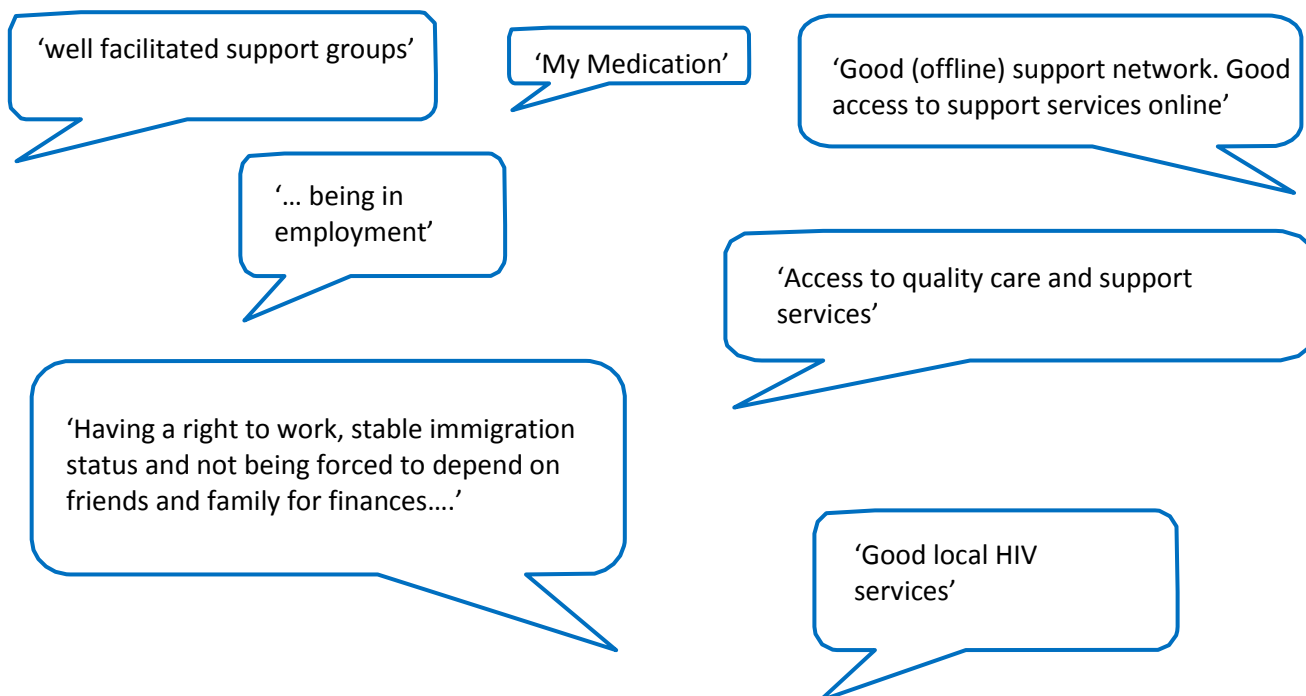 ‘well facilitated support groups’
‘My Medication’
‘Good (offline) support network. Good
access to support services online’
‘… being in
employment’
‘Access to quality care and support
services’
‘Having a right to work, stable immigration
status and not being forced to depend on
friends and family for finances….’
‘Good local HIV
services’